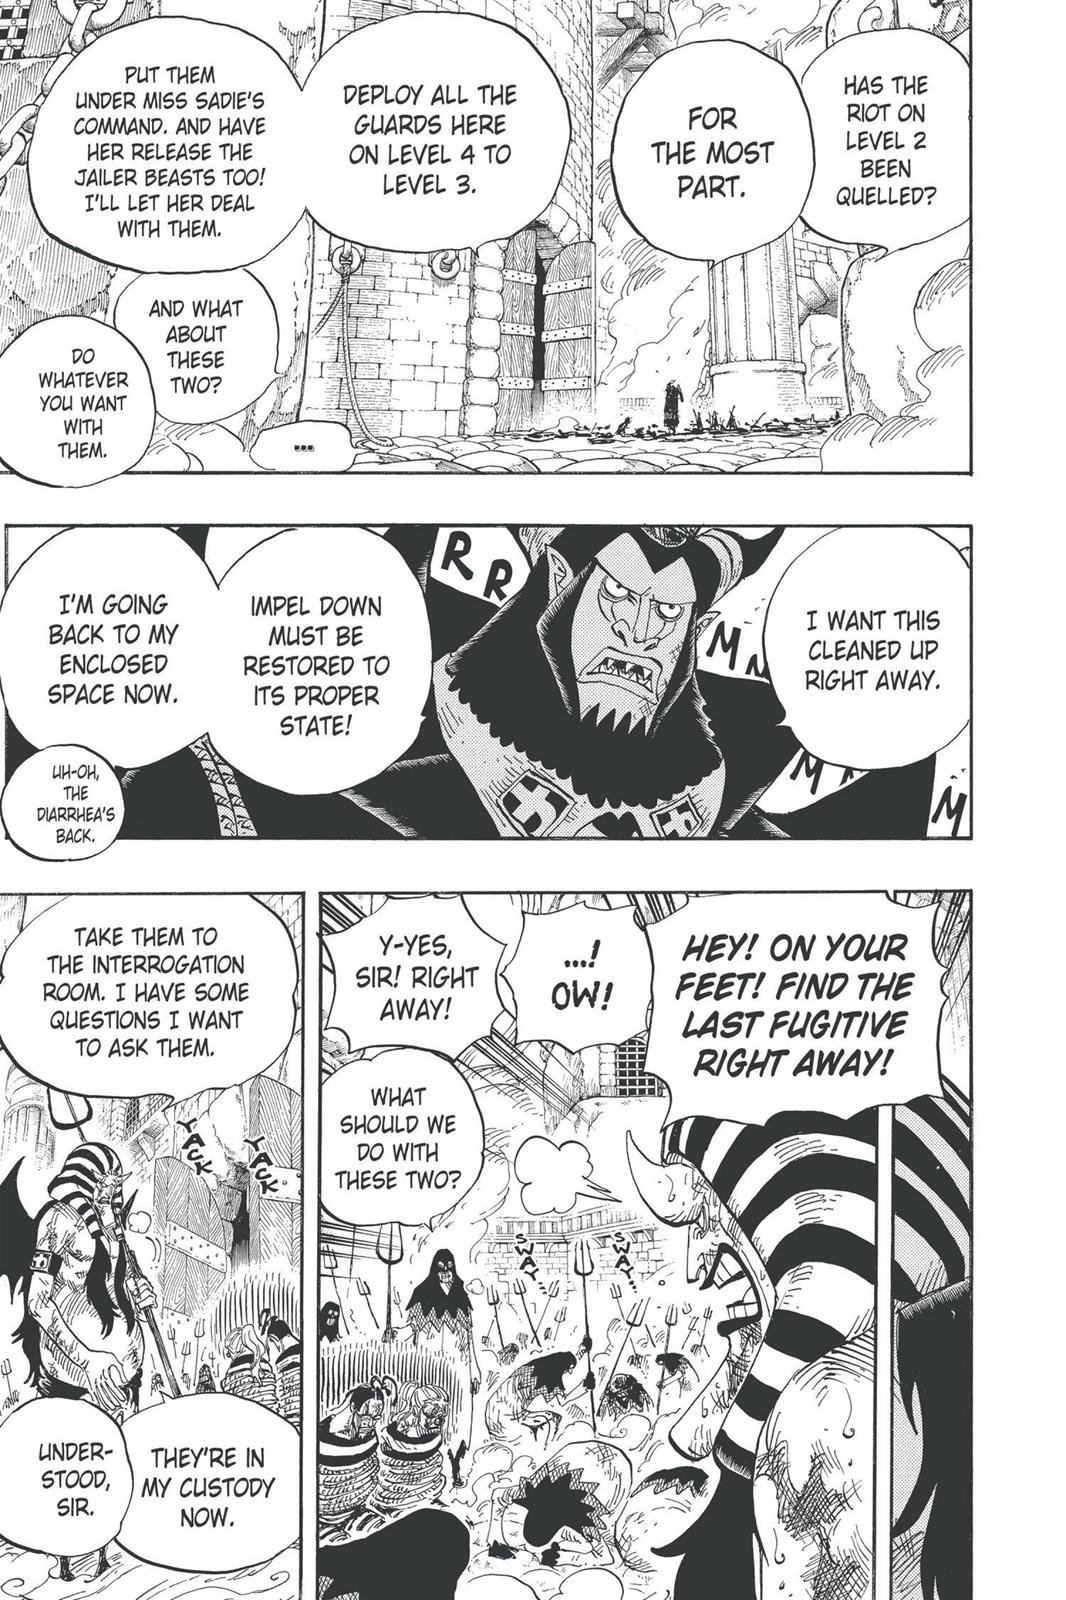 HAS THE
RIOT ON
LEVEL 2
BEEN
QUELLED?
FOR
THE MOST
PART.
DEPLOY ALL THE
GUARDS HERE
ON LEVEL 4 TO
LEVEL 3.
PUT THEM
UNDER MISS SADIE'S
COMMAND. AND HAVE
HER RELEASE THE
JAILER BEASTS TOO!
I'LL LET HER DEAL
WITH THEM.
AND WHAT
ABOUT
THESE
TWO?
...
DO
WHATEVER
YOU WANT
WITH
THEM.
RR
MMMMMM
I WANT THIS
CLEANED UP
RIGHT AWAY.
IMPEL DOWN
MUST BE
RESTORED TO
ITS PROPER
STATE!
I'M GOING
BACK TO MY
ENCLOSED
SPACE NOW.
UH-OH,
THE
DIARRHEA'S
BACK.
HEY! ON YOUR
FEET! FIND THE
LAST FUGITIVE
RIGHT AWAY!
...!
OW!
Y-YES,
SIR! RIGHT
AWAY!
WHAT
SHOULD WE
DO WITH
THESE TWO?
SWAY...
SWAY...
TAKE THEM TO
THE INTERROGATION
ROOM. I HAVE SOME
QUESTIONS I WANT
TO ASK THEM.
YACK
YACK
THEY'RE IN
MY CUSTODY
NOW.
UNDER-
STOOD,
SIR.